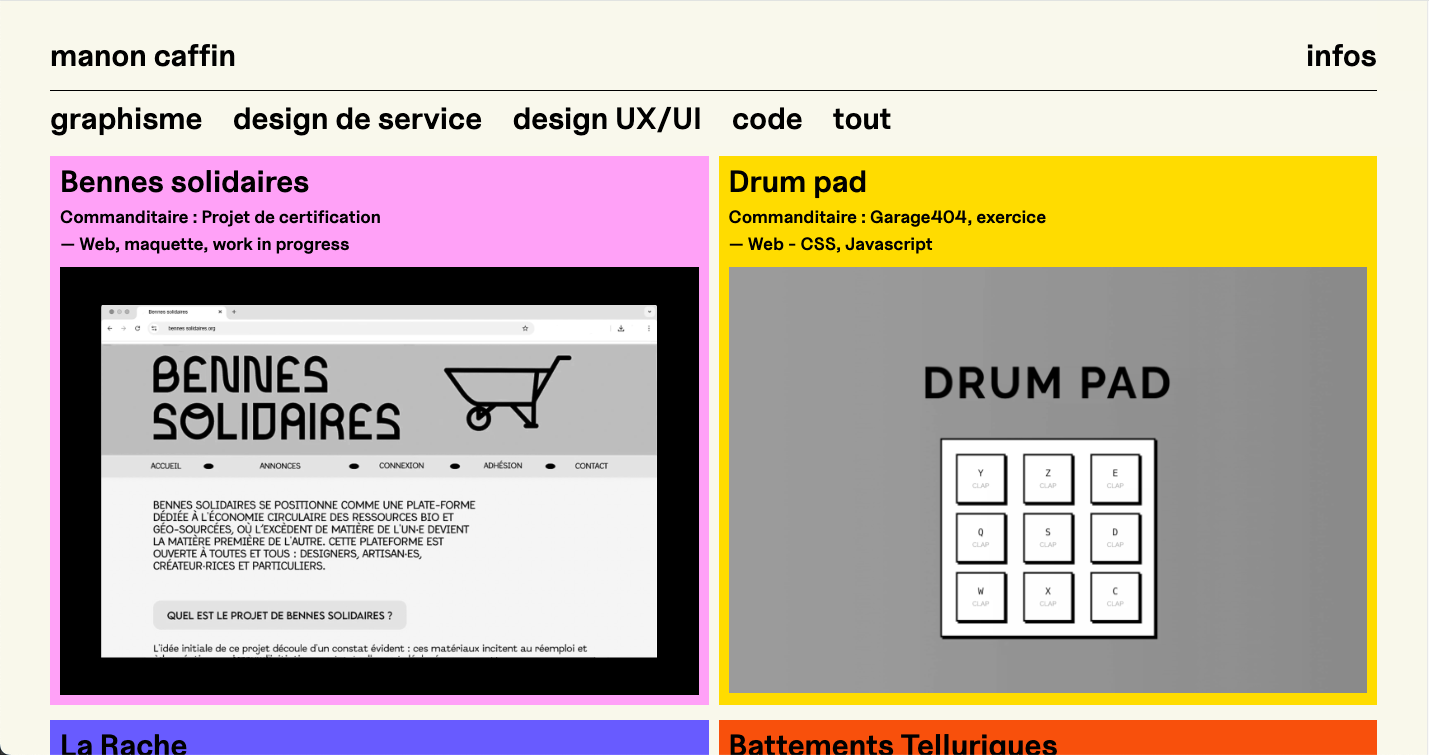 manon caffin
infos
graphisme design de service design UX/UI code tout
Bennes solidaires
Commanditaire : Projet de certification
— Web, maquette, work in progress
Bennes solidaires
bennes solidaires.org
BENNES
SOLIDAIRES
ACCUEIL ANNONCES CONNEXION ADHÉSION CONTACT
BENNES SOLIDAIRES SE POSITIONNE COMME UNE PLATE-FORME
DÉDIÉE À L'ÉCONOMIE CIRCULAIRE DES RESSOURCES BIO ET
GÉO-SOURCÉES, OÙ L'EXCÈDENT DE MATIÈRE DE L'UN·E DEVIENT
LA MATIÈRE PREMIÈRE DE L'AUTRE. CETTE PLATEFORME EST
OUVERTE À TOUTES ET TOUS : DESIGNERS, ARTISAN·ES,
CRÉATEUR·RICES ET PARTICULIERS.
QUEL EST LE PROJET DE BENNES SOLIDAIRES ?
L'idée initiale de ce projet découle d'un constat évident : ces matériaux incitent au réemploi et
Drum pad
Commanditaire : Garage404, exercice
— Web - CSS, Javascript
DRUM PAD
Y Z E
CLAP CLAP CLAP
Q S D
CLAP CLAP CLAP
W X C
CLAP CLAP CLAP
La Rache
Battements Telluriques